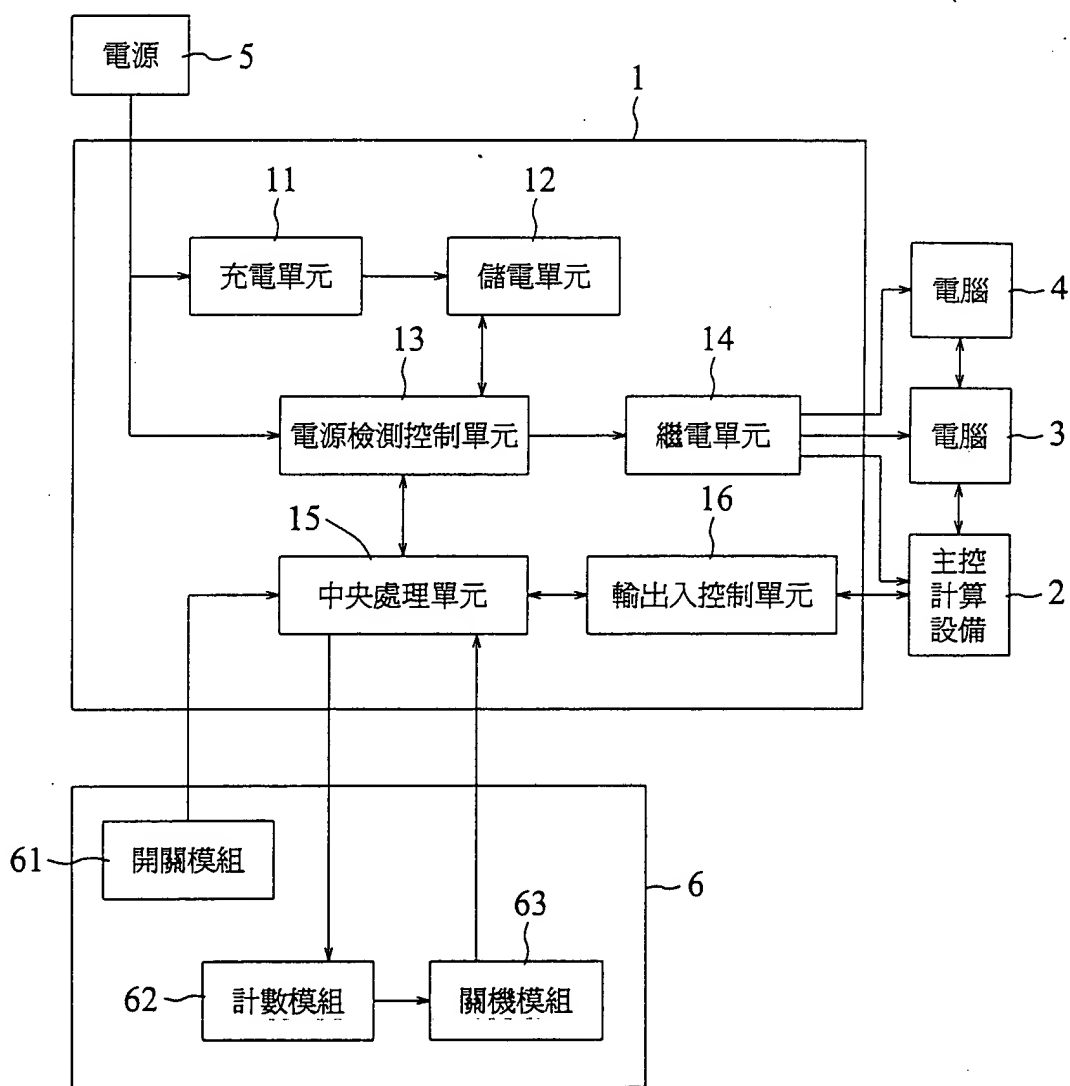 電源
5
1
11
12
充電單元
儲電單元
電腦
4
13
14
電源檢測控制單元
繼電單元
電腦
3
15
16
中央處理單元
輸出入控制單元
主控
計算
設備
2
61
開關模組
6
63
62
計數模組
關機模組